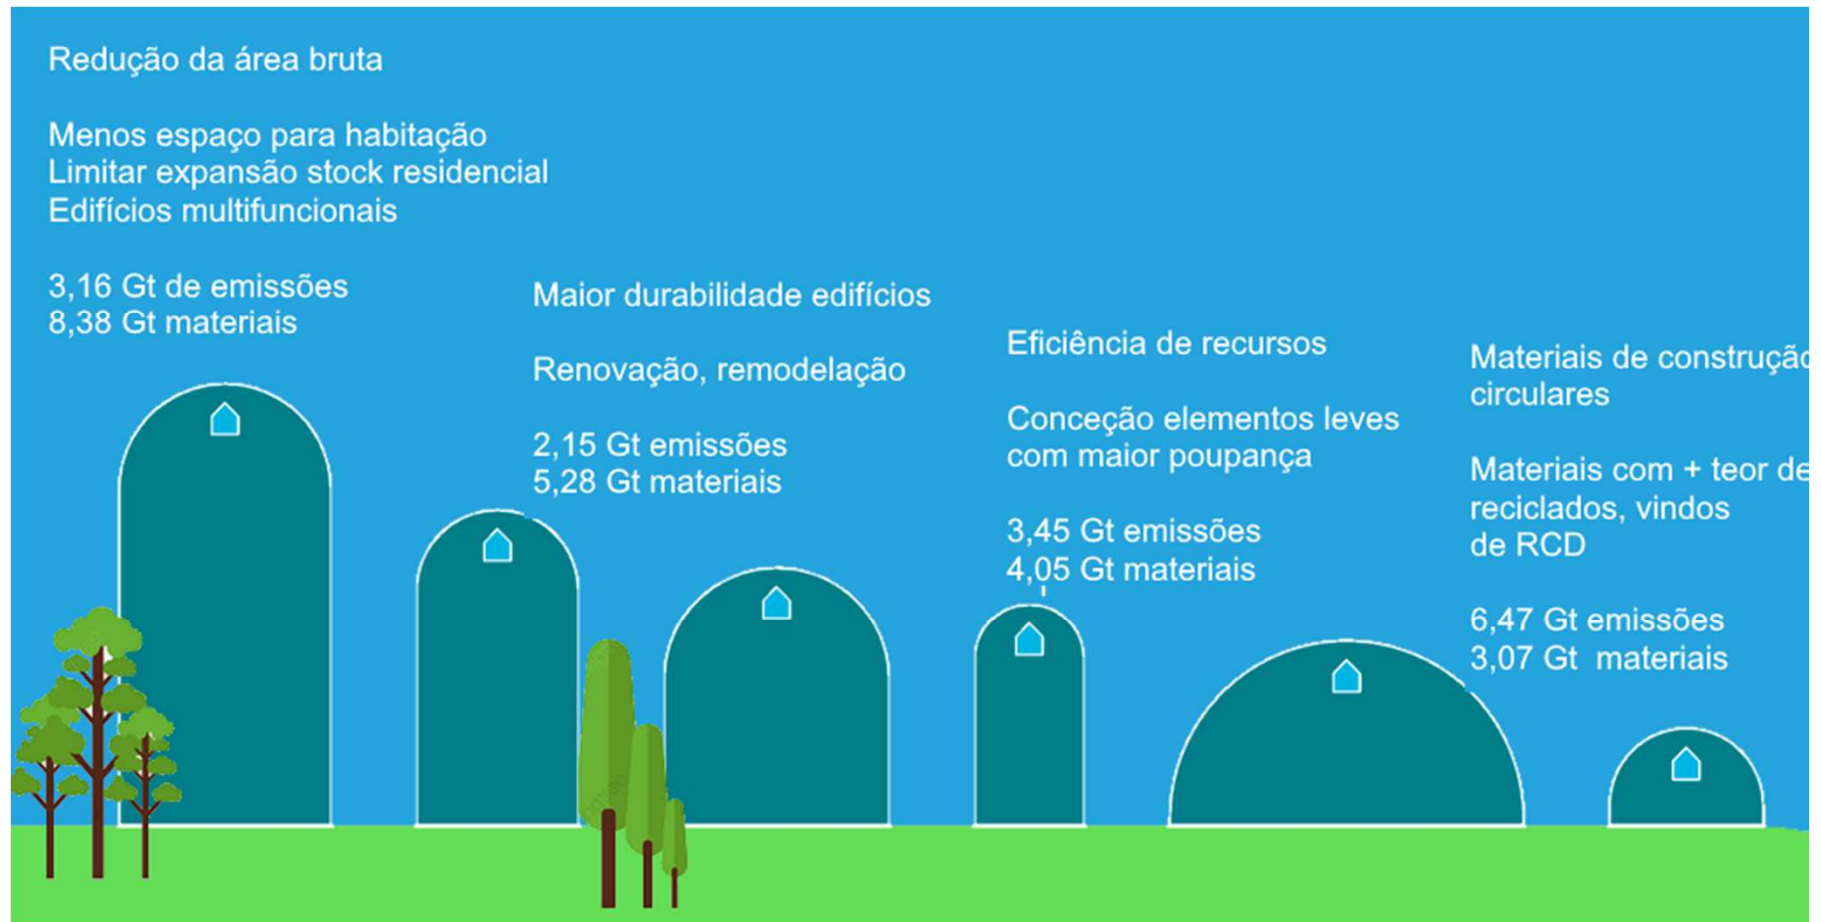 Redução da área bruta
Menos espaço para habitação
Limitar expansão stock residencial
Edifícios multifuncionais
3,16 Gt de emissões
8,38 Gt materiais
Maior durabilidade edifícios
Renovação, remodelação
2,15 Gt emissões
5,28 Gt materiais
Eficiência de recursos
Conceção elementos leves
com maior poupança
3,45 Gt emissões
4,05 Gt materiais
Materiais de construção
circulares
Materiais com + teor de
reciclados, vindos
de RCD
6,47 Gt emissões
3,07 Gt materiais